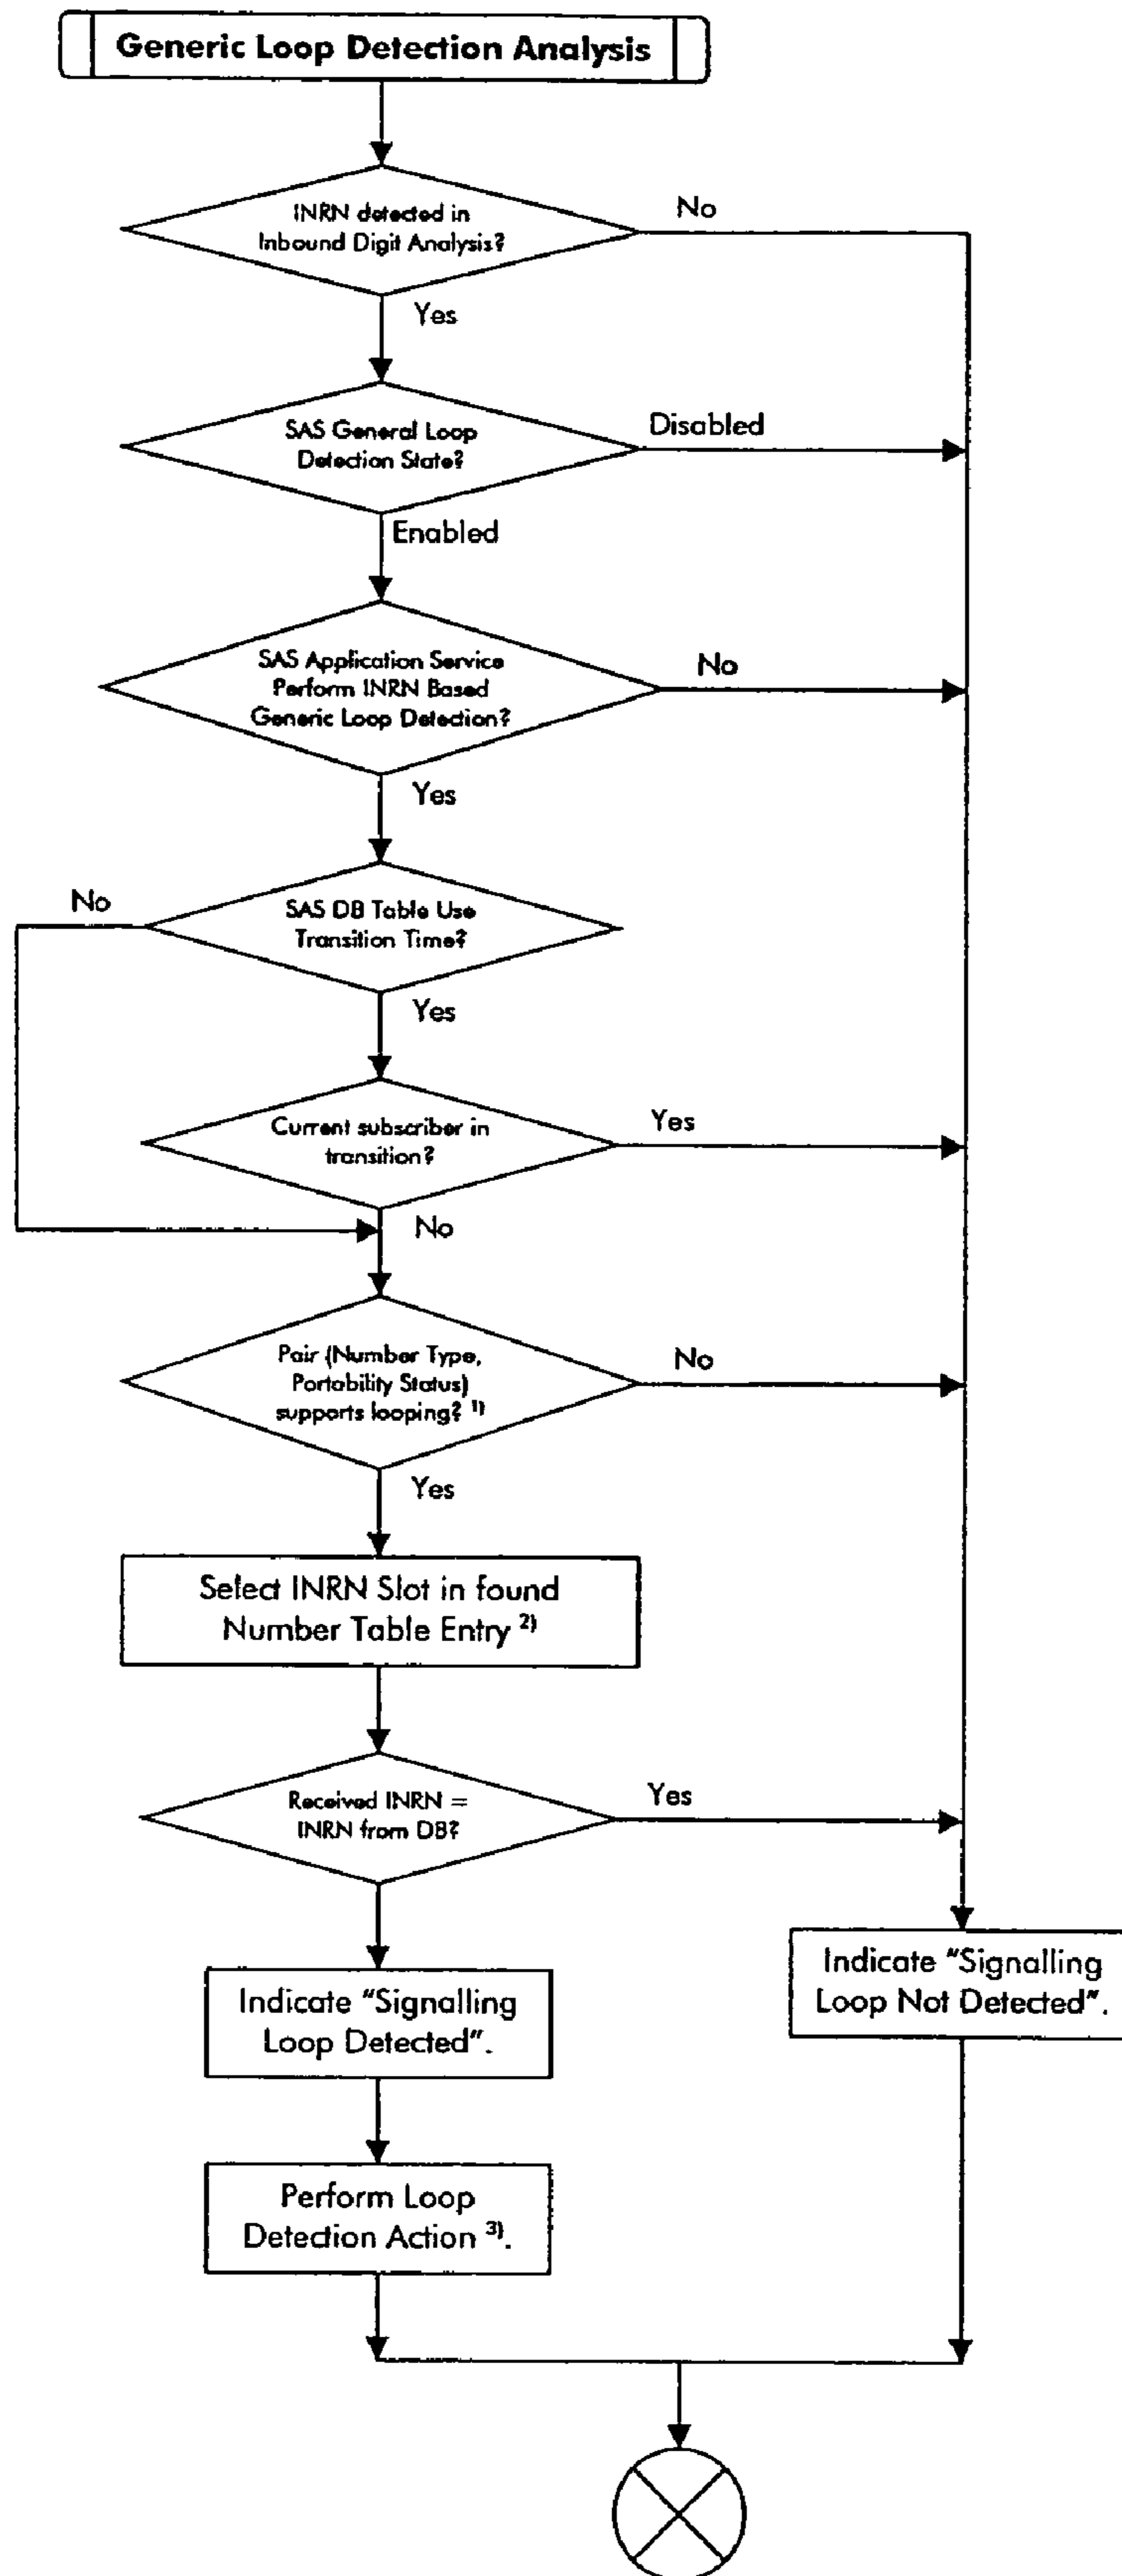 Generic Loop Detection Analysis
INRN detected in
Inbound Digit Analysis?
No
Yes
SAS General Loop
Detection State?
Disabled
Enabled
SAS Application Service
Perform INRN Based
Generic Loop Detection?
No
Yes
No
SAS DB Table Use
Transition Time?
Yes
Current subscriber in
transition?
Yes
No
Pair (Number Type,
Portability Status)
supports looping? 1)
No
Yes
Select INRN Slot in found
Number Table Entry 2)
Received INRN =
INRN from DB?
Yes
Indicate "Signalling
Loop Detected".
Indicate "Signalling
Loop Not Detected".
Perform Loop
Detection Action 3).